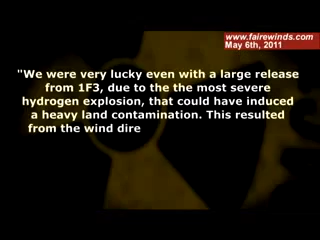 www.fairewinds.com
May 6th, 2011
"We were very lucky even with a large release
from 1F3, due to the the most severe
hydrogen explosion, that could have induced
a heavy land contamination. This resulted
from the wind dire